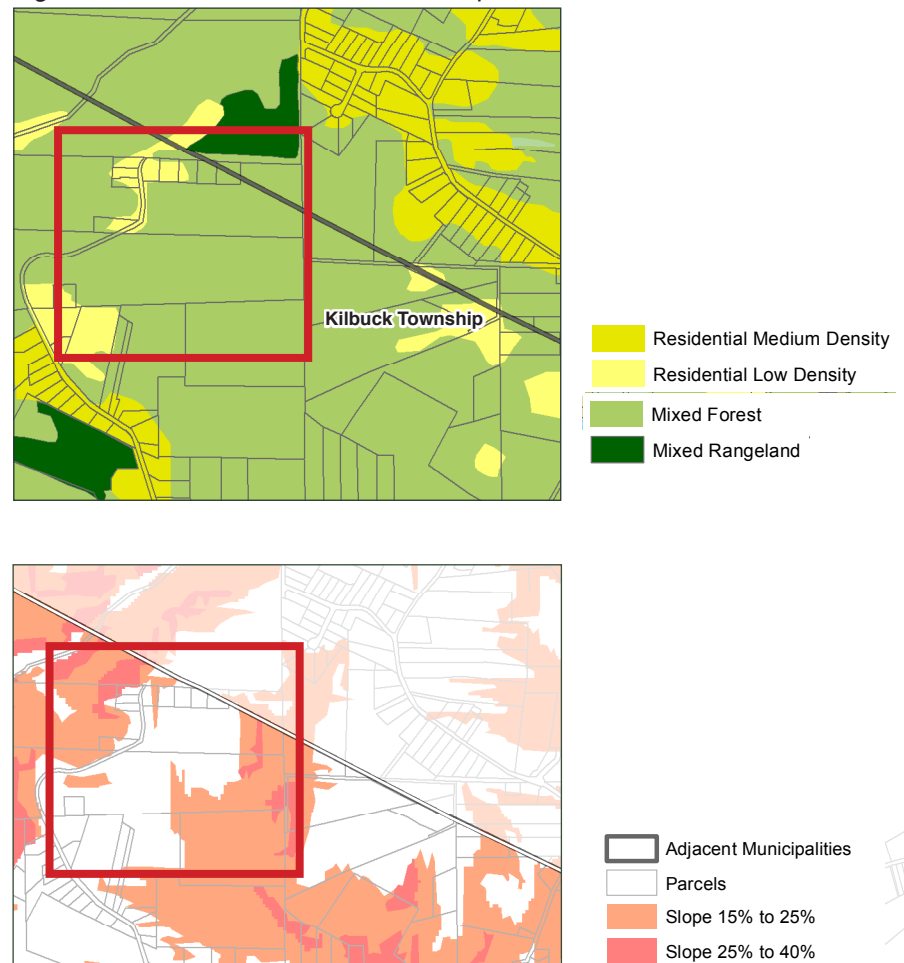 Kilbuck Township
Residential Medium Density
Residential Low Density
Mixed Forest
Mixed Rangeland
Adjacent Municipalities
Parcels
Slope 15% to 25%
Slope 25% to 40%